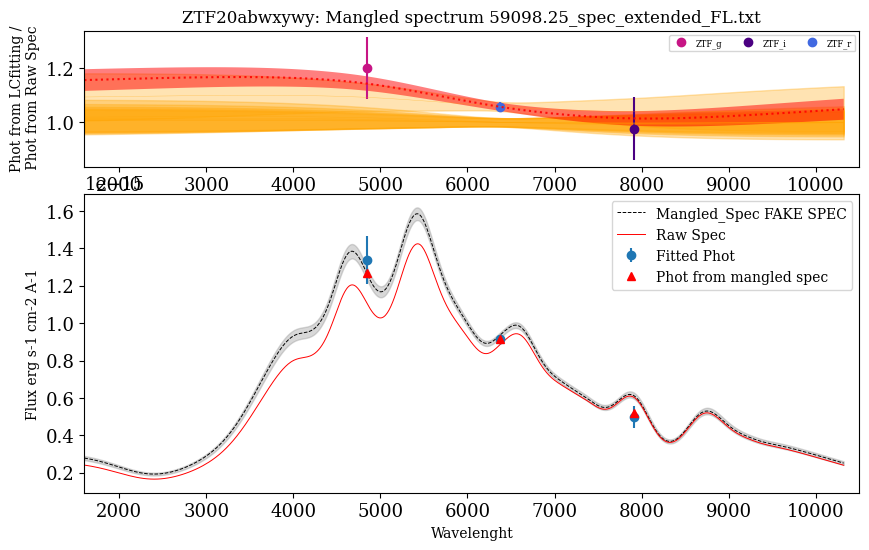 ZTF20abwxywy: Mangled spectrum 59098.25_spec_extended_FL.txt
Phot from LCfitting /
Phot from Raw Spec
1.2
1.0
ZTF_g
ZTF_i
ZTF_r
2000 3000 4000 5000 6000 7000 8000 9000 10000
1e−15
Flux erg s-1 cm-2 A-1
1.6
1.4
1.2
1.0
0.8
0.6
0.4
0.2
Mangled_Spec FAKE SPEC
Raw Spec
Fitted Phot
Phot from mangled spec
2000 3000 4000 5000 6000 7000 8000 9000 10000
Wavelenght